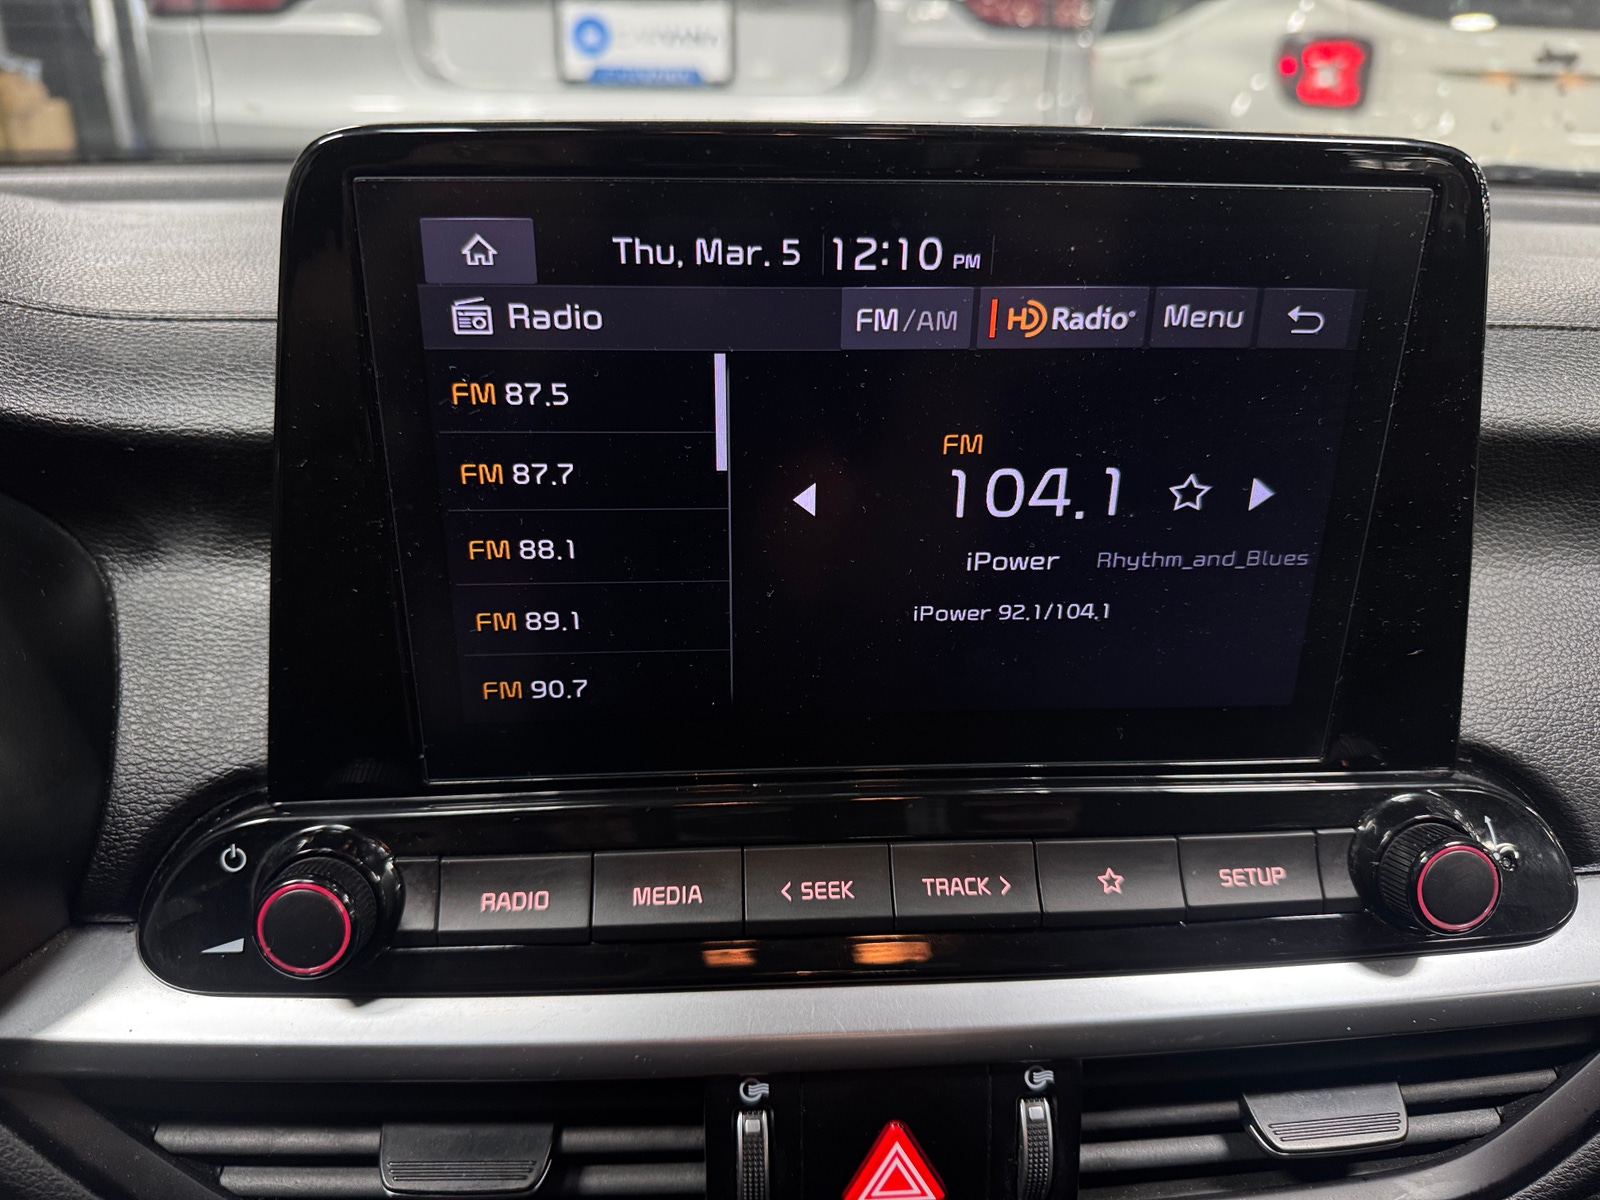 Jeep
Thu, Mar. 5 12:10 PM
Radio FM/AM HD Radio Menu
FM 87.5
FM 87.7
FM 88.1
FM 89.1
FM 90.7
FM
104.1
iPower Rhythm_and_Blues
iPower 92.1/104.1
RADIO MEDIA < SEEK TRACK > SETUP